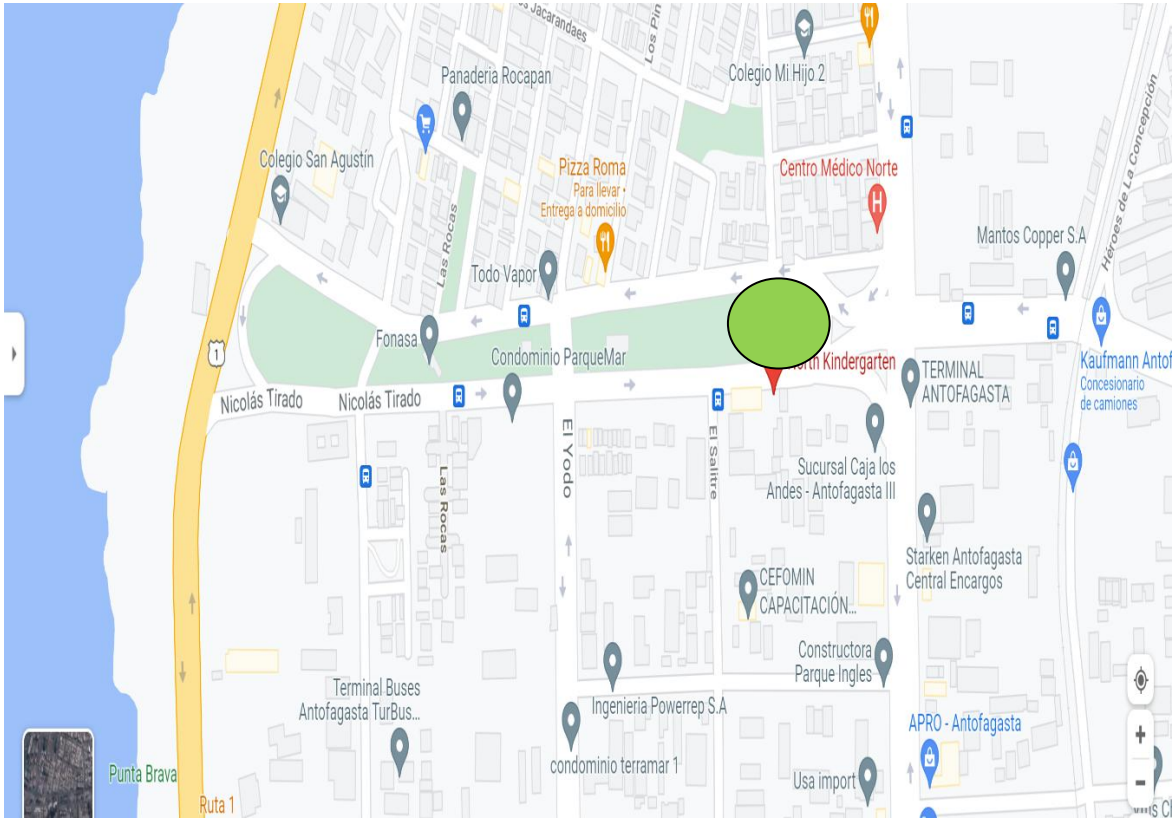 s Jacarandaes
Los Pin
Panaderia Rocapan
Colegio Mi Hijo 2
Héroes de La Concepción
Colegio San Agustín
Pizza Roma
Para llevar •
Entrega a domicilio
Centro Médico Norte
H
Las Rocas
Mantos Copper S.A
Todo Vapor
1
Fonasa
Condominio ParqueMar
orth Kindergarten
TERMINAL
ANTOFAGASTA
Kaufmann Antof
Concesionario
de camiones
Nicolás Tirado
Nicolás Tirado
El Yodo
El Salitre
Las Rocas
Sucursal Caja los
Andes - Antofagasta III
Starken Antofagasta
Central Encargos
CEFOMIN
CAPACITACIÓN...
Constructora
Parque Ingles
Terminal Buses
Antofagasta TurBus...
Ingenieria Powerrep S.A
APRO - Antofagasta
condominio terramar 1
Punta Brava
Usa import
Ruta 1